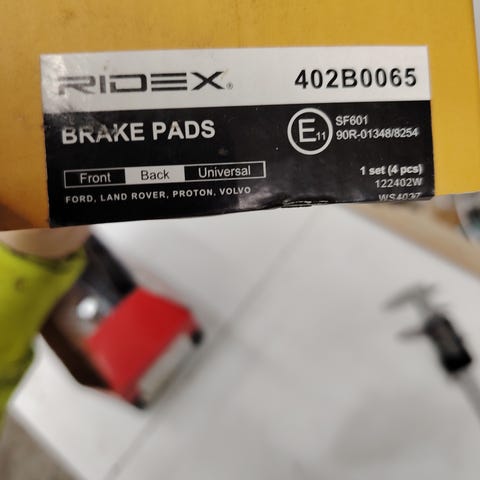 RIDEX® 402B0065
BRAKE PADS
E11
SF601
90R-01348/8254
Front Back Universal
1 set (4 pcs)
122402W
FORD, LAND ROVER, PROTON, VOLVO